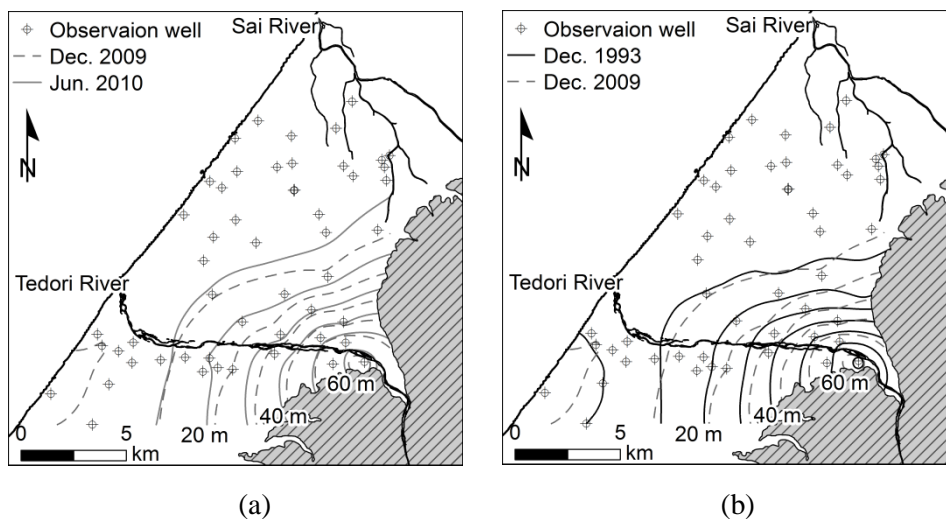 Observaion well
Sai River
Dec. 2009
Jun. 2010
N
Tedori River
60 m
40 m
20 m
0 5
km
(a)
Observaion well
Sai River
Dec. 1993
Dec. 2009
N
Tedori River
60 m
40 m
20 m
0 5
km
(b)